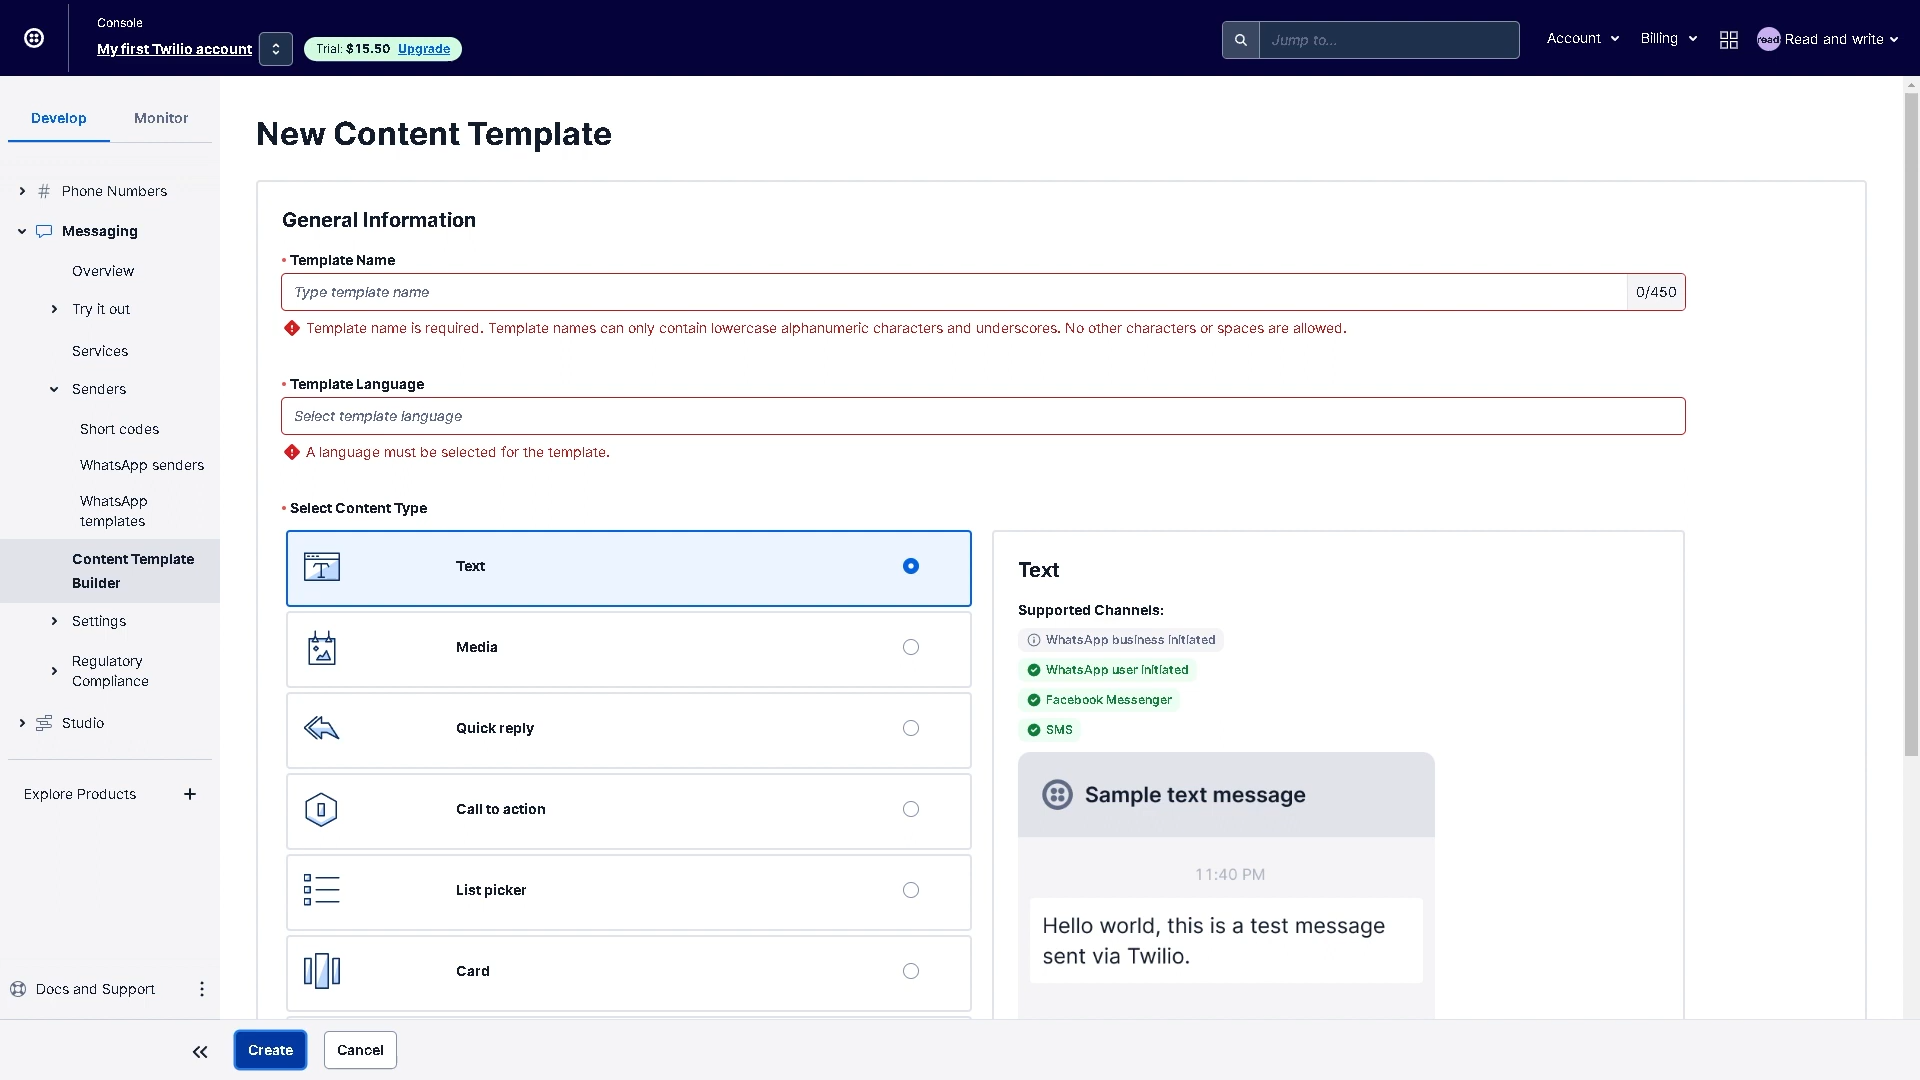 Console
My first Twilio account
Trial: $15.50 Upgrade
Jump to...
Account
Billing
read
Read and write
Develop
Monitor
Phone Numbers
Messaging
Overview
Try it out
Services
Senders
Short codes
WhatsApp senders
WhatsApp
templates
Content Template
Builder
Settings
Regulatory
Compliance
Studio
Explore Products
Docs and Support
New Content Template
General Information
Template Name
Type template name
0/450
Template name is required. Template names can only contain lowercase alphanumeric characters and underscores. No other characters or spaces are allowed.
Template Language
Select template language
A language must be selected for the template.
Select Content Type
Text
Media
Quick reply
Call to action
List picker
Card
Text
Supported Channels:
WhatsApp business initiated
WhatsApp user initiated
Facebook Messenger
SMS
Sample text message
11:40 PM
Hello world, this is a test message
sent via Twilio.
Create
Cancel